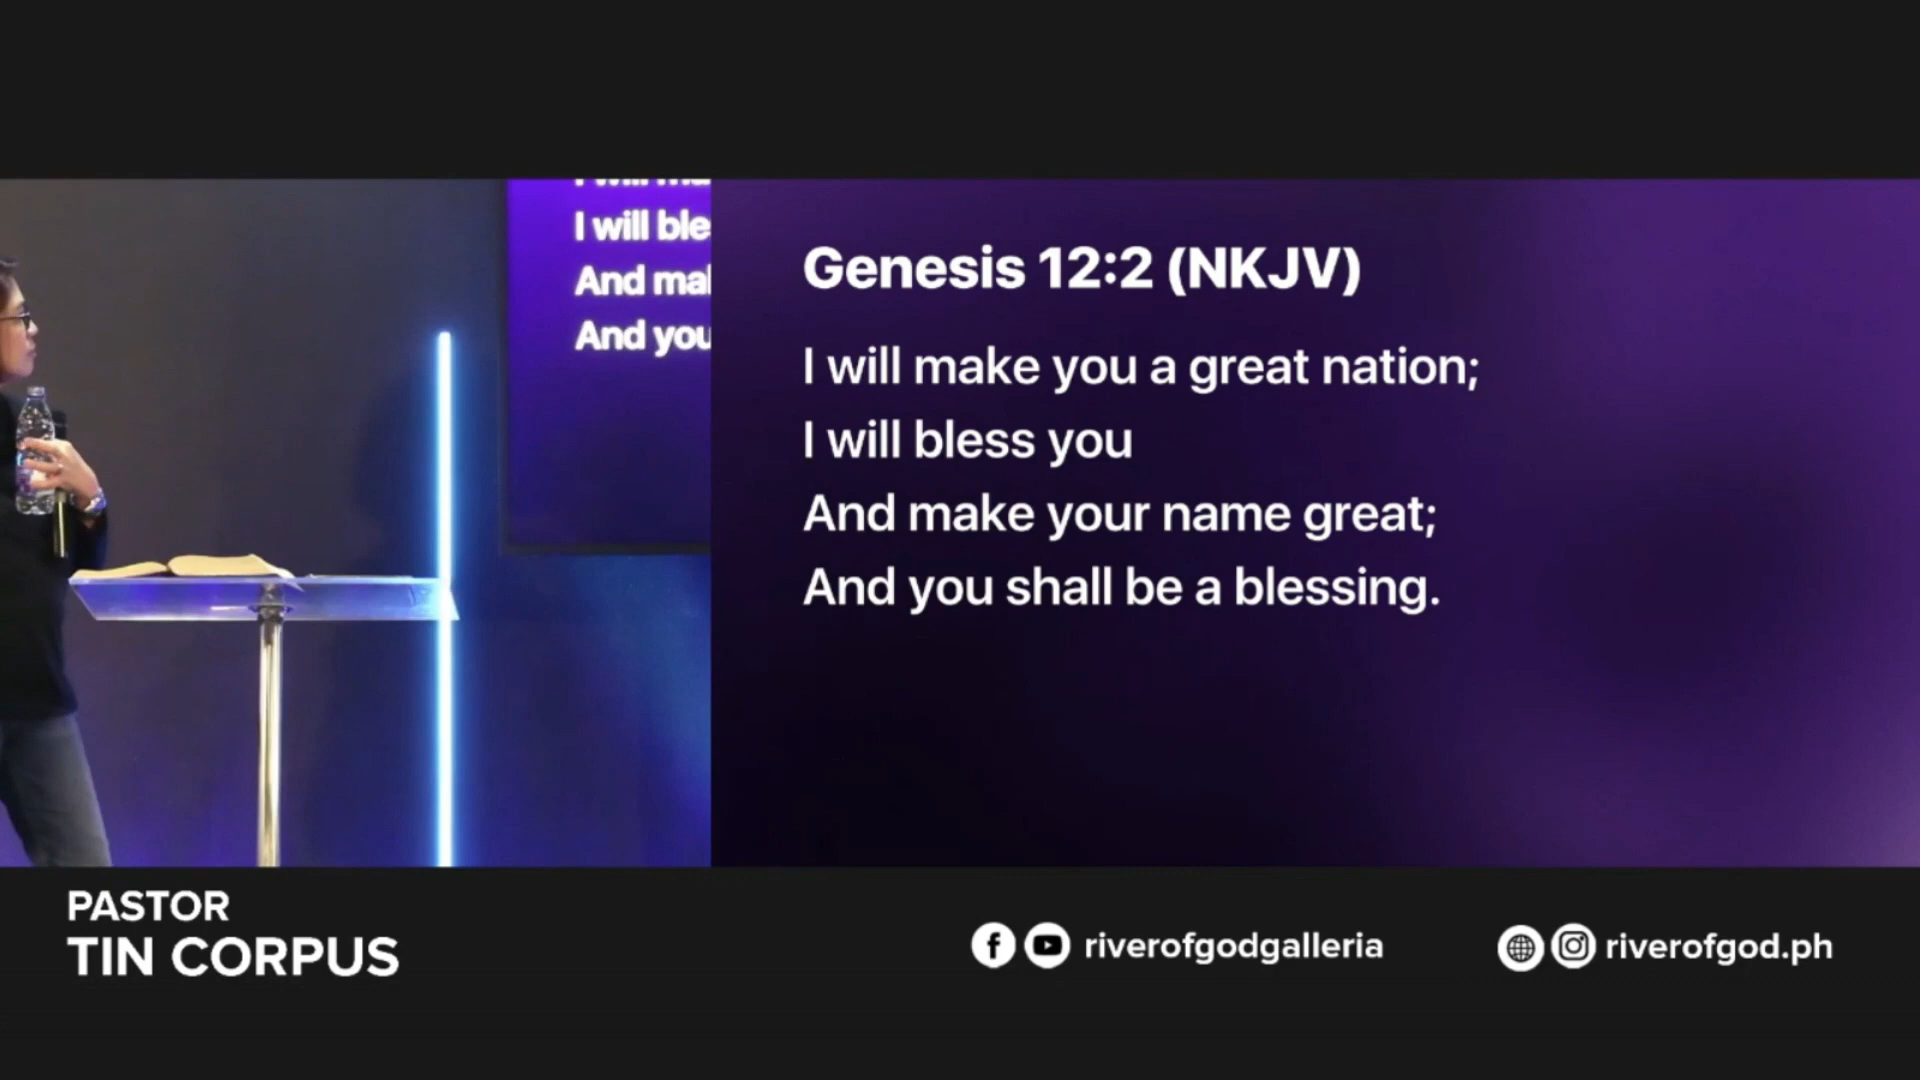 I will ble
And mak
And you
Genesis 12:2 (NKJV)
I will make you a great nation;
I will bless you
And make your name great;
And you shall be a blessing.
PASTOR
TIN CORPUS
riverofgodgalleria
riverofgod.ph